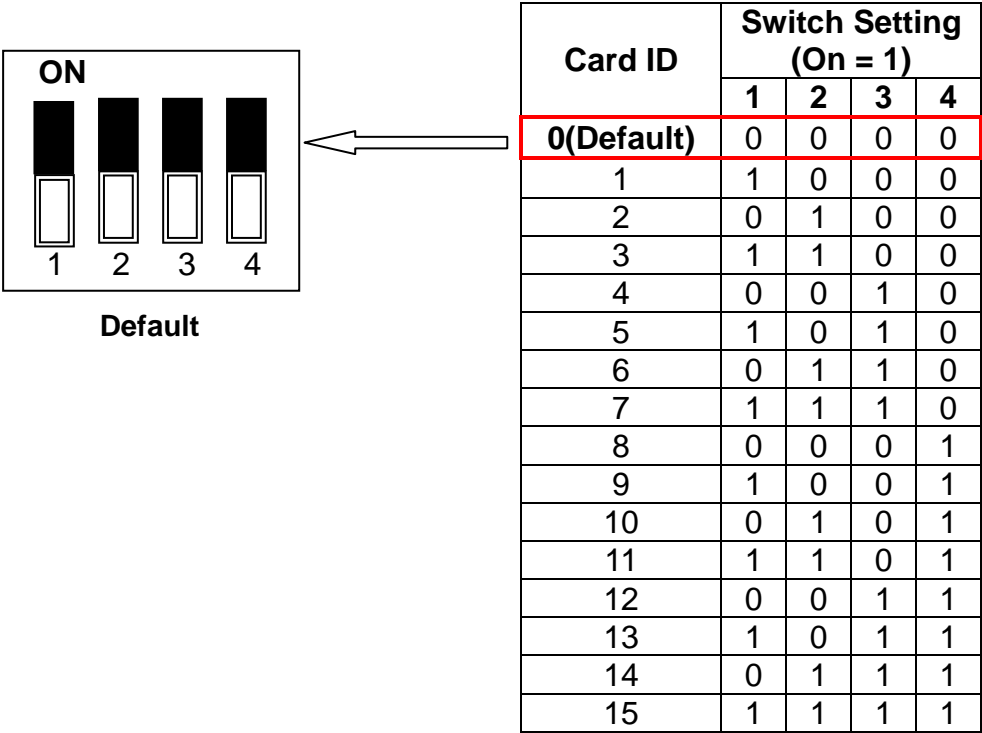 ON
1 2 3 4
Default
Card ID
Switch Setting
(On = 1)
1 2 3 4
0(Default) 0 0 0 0
1 1 0 0 0
2 0 1 0 0
3 1 1 0 0
4 0 0 1 0
5 1 0 1 0
6 0 1 1 0
7 1 1 1 0
8 0 0 0 1
9 1 0 0 1
10 0 1 0 1
11 1 1 0 1
12 0 0 1 1
13 1 0 1 1
14 0 1 1 1
15 1 1 1 1